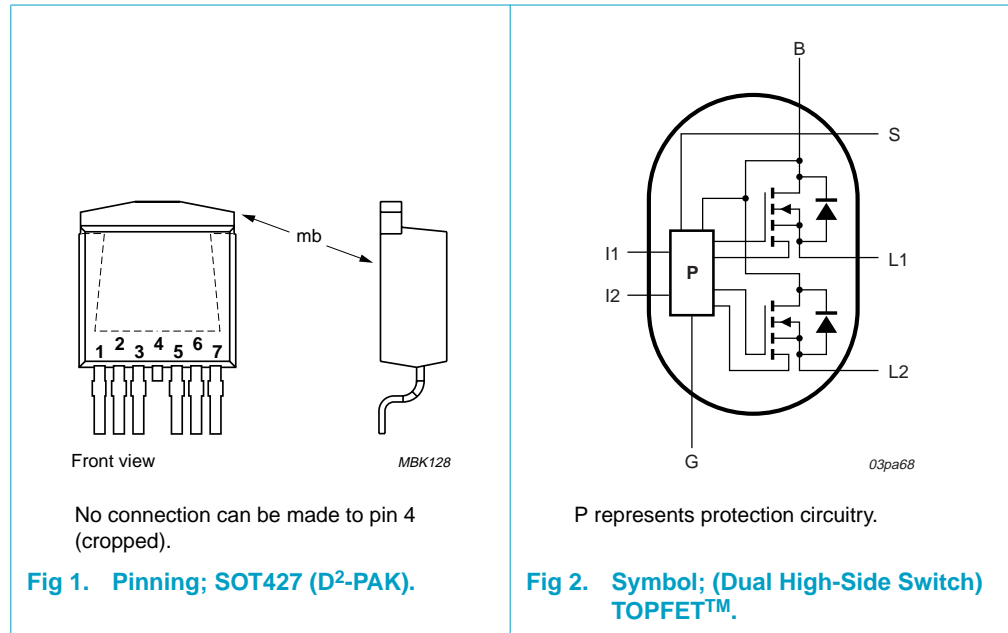 mb
1 2 3 4 5 6 7
Front view
MBK128
No connection can be made to pin 4
(cropped).
Fig 1. Pinning; SOT427 (D2-PAK).
B
S
I1
P
L1
I2
L2
G
03pa68
P represents protection circuitry.
Fig 2. Symbol; (Dual High-Side Switch)
TOPFET™.